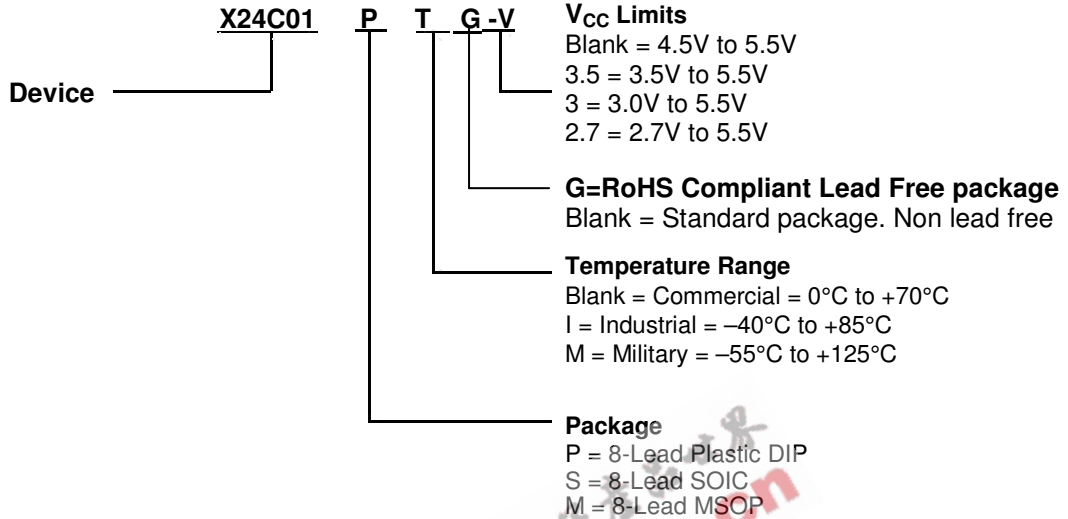 X24C01 P T G -V
Device
VCC Limits
Blank = 4.5V to 5.5V
3.5 = 3.5V to 5.5V
3 = 3.0V to 5.5V
2.7 = 2.7V to 5.5V
G=RoHS Compliant Lead Free package
Blank = Standard package. Non lead free
Temperature Range
Blank = Commercial = 0°C to +70°C
I = Industrial = –40°C to +85°C
M = Military = –55°C to +125°C
Package
P = 8-Lead Plastic DIP
S = 8-Lead SOIC
M = 8-Lead MSOP
cn